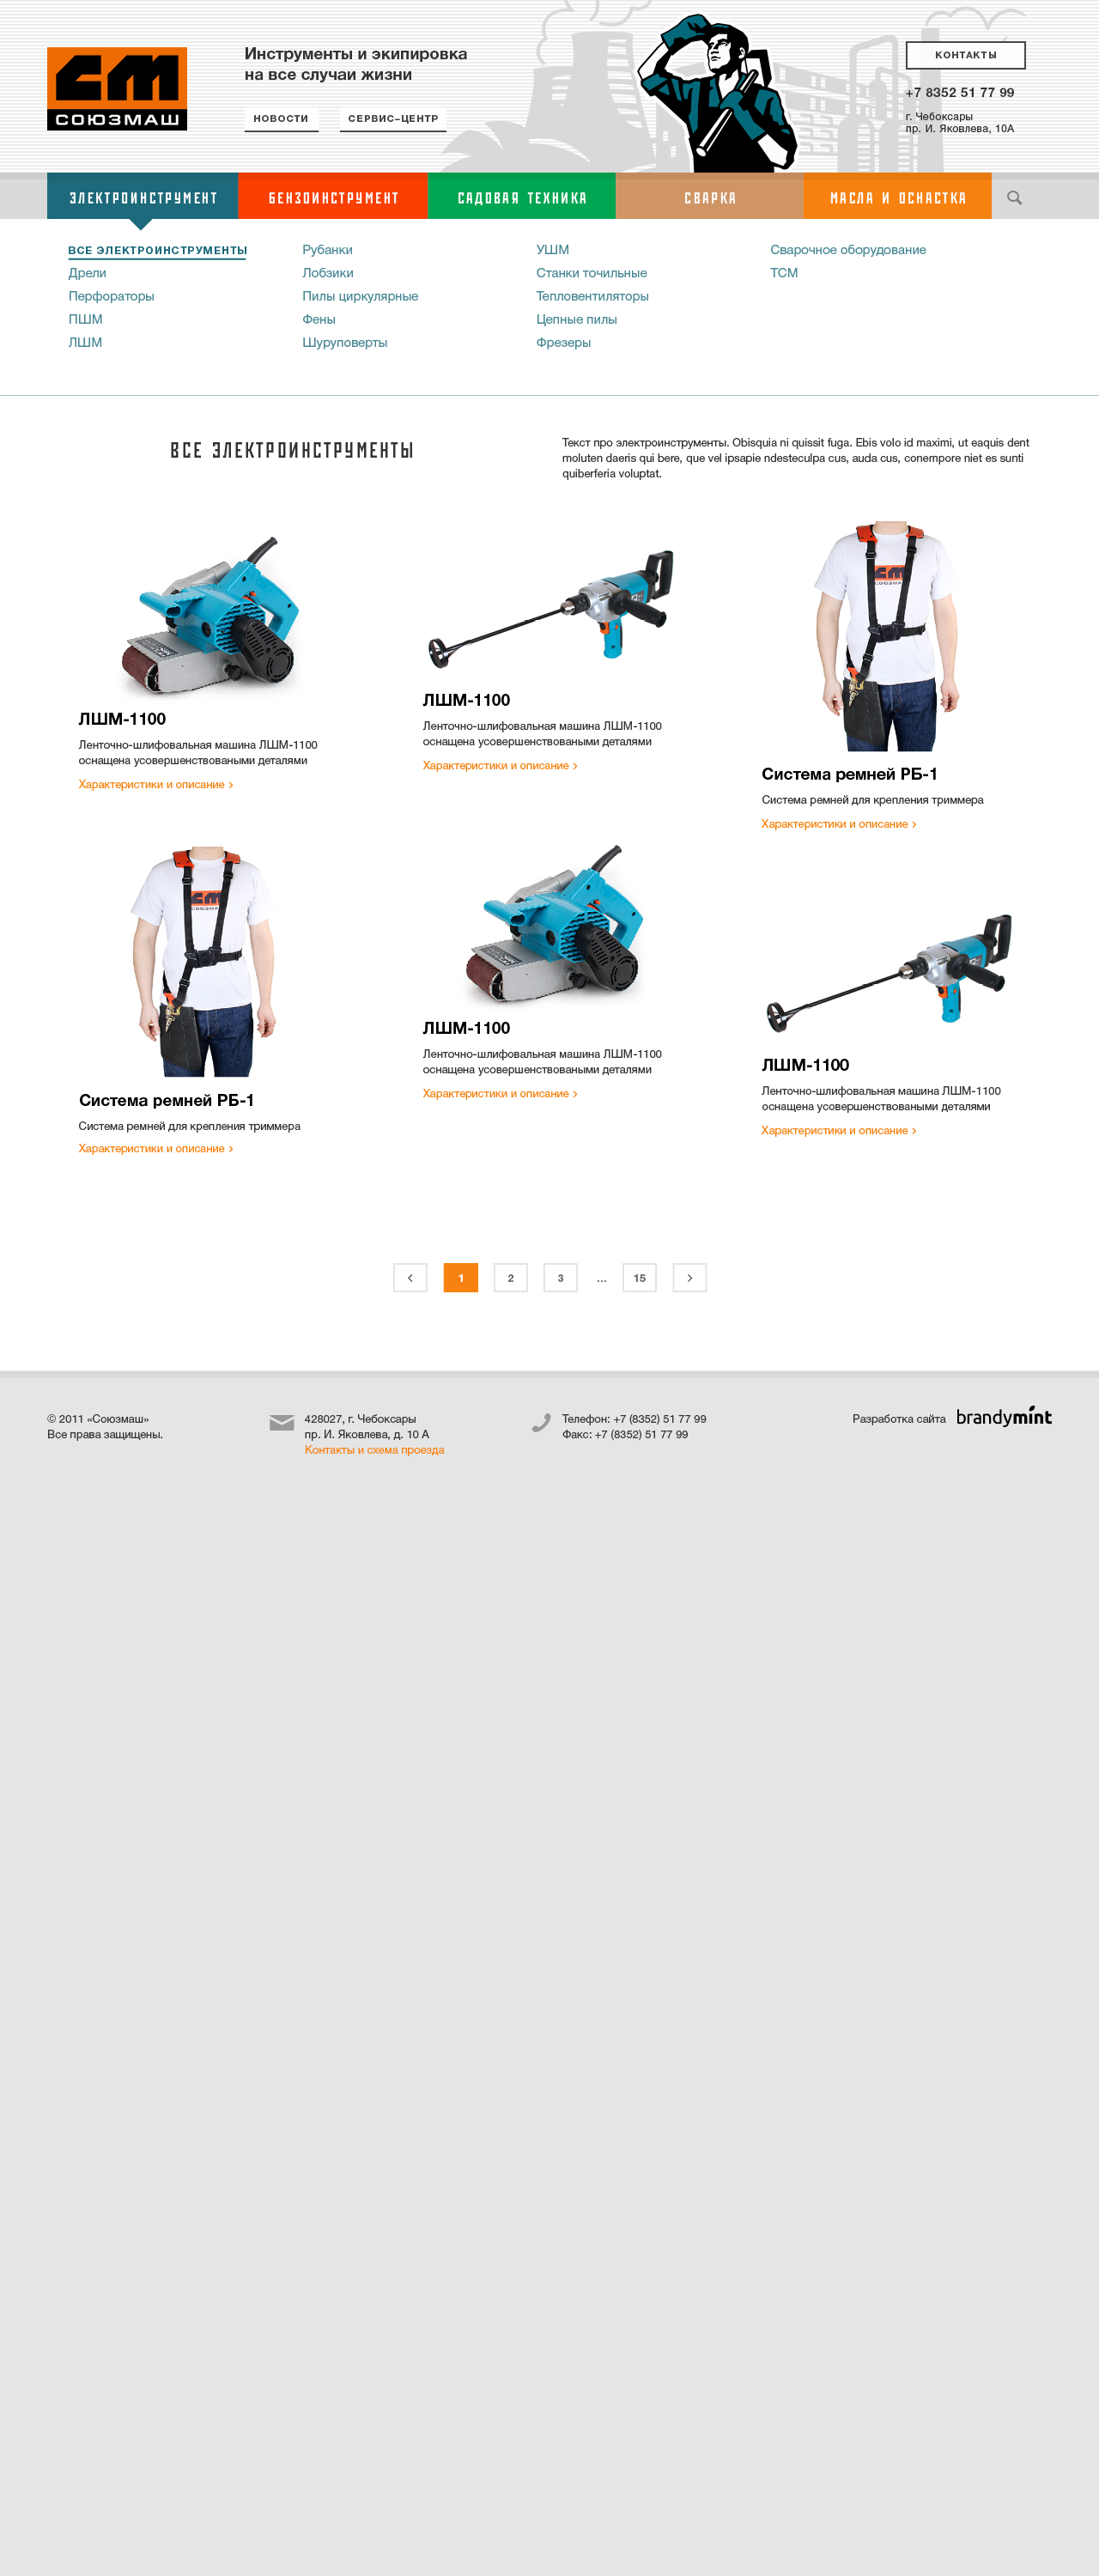 СМ
СОЮЗМАШ
Инструменты и экипировка
на все случаи жизни
НОВОСТИ
СЕРВИС–ЦЕНТР
КОНТАКТЫ
+7 8352 51 77 99
г. Чебоксары
пр. И. Яковлева, 10А
ЭЛЕКТРОИНСТРУМЕНТ
БЕНЗОИНСТРУМЕНТ
САДОВАЯ ТЕХНИКА
СВАРКА
МАСЛА И ОСНАСТКА
ВСЕ ЭЛЕКТРОИНСТРУМЕНТЫ
Дрели
Перфораторы
ПШМ
ЛШМ
Рубанки
Лобзики
Пилы циркулярные
Фены
Шуруповерты
УШМ
Станки точильные
Тепловентиляторы
Цепные пилы
Фрезеры
Сварочное оборудование
ТСМ
ВСЕ ЭЛЕКТРОИНСТРУМЕНТЫ
Текст про электроинструменты. Obisquia ni quissit fuga. Ebis volo id maximi, ut eaquis dent
moluten daeris qui bere, que vel ipsapie ndesteculpa cus, auda cus, conempore niet es sunti
quiberferia voluptat.
ЛШМ-1100
Ленточно-шлифовальная машина ЛШМ-1100
оснащена усовершенствоваными деталями
Характеристики и описание ›
ЛШМ-1100
Ленточно-шлифовальная машина ЛШМ-1100
оснащена усовершенствоваными деталями
Характеристики и описание ›
СМ
СОЮЗМАШ
Система ремней РБ-1
Система ремней для крепления триммера
Характеристики и описание ›
СМ
СОЮЗМАШ
Система ремней РБ-1
Система ремней для крепления триммера
Характеристики и описание ›
ЛШМ-1100
Ленточно-шлифовальная машина ЛШМ-1100
оснащена усовершенствоваными деталями
Характеристики и описание ›
ЛШМ-1100
Ленточно-шлифовальная машина ЛШМ-1100
оснащена усовершенствоваными деталями
Характеристики и описание ›
‹ 1 2 3 ... 15 ›
© 2011 «Союзмаш»
Все права защищены.
428027, г. Чебоксары
пр. И. Яковлева, д. 10 А
Контакты и схема проезда
Телефон: +7 (8352) 51 77 99
Факс: +7 (8352) 51 77 99
Разработка сайта brandymint